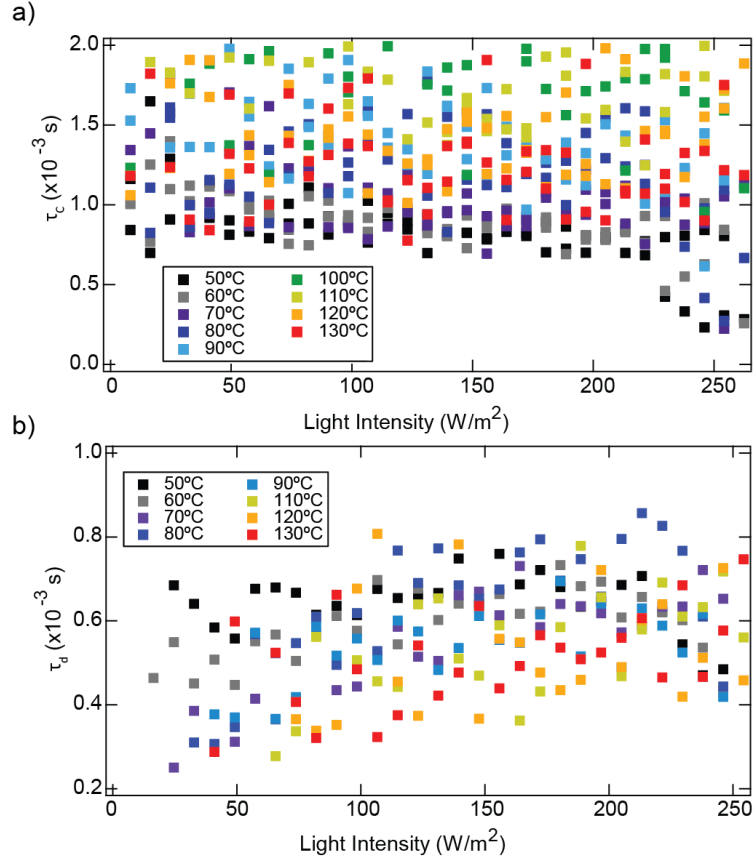 a)
2.0
1.5
1.0
0.5
0.0
τc (x10⁻³ s)
50ºC
60ºC
70ºC
80ºC
90ºC
100ºC
110ºC
120ºC
130ºC
0
50
100
150
200
250
Light Intensity (W/m²)
b)
1.0
0.8
0.6
0.4
0.2
τd (x10⁻³ s)
50ºC
60ºC
70ºC
80ºC
90ºC
110ºC
120ºC
130ºC
0
50
100
150
200
250
Light Intensity (W/m²)